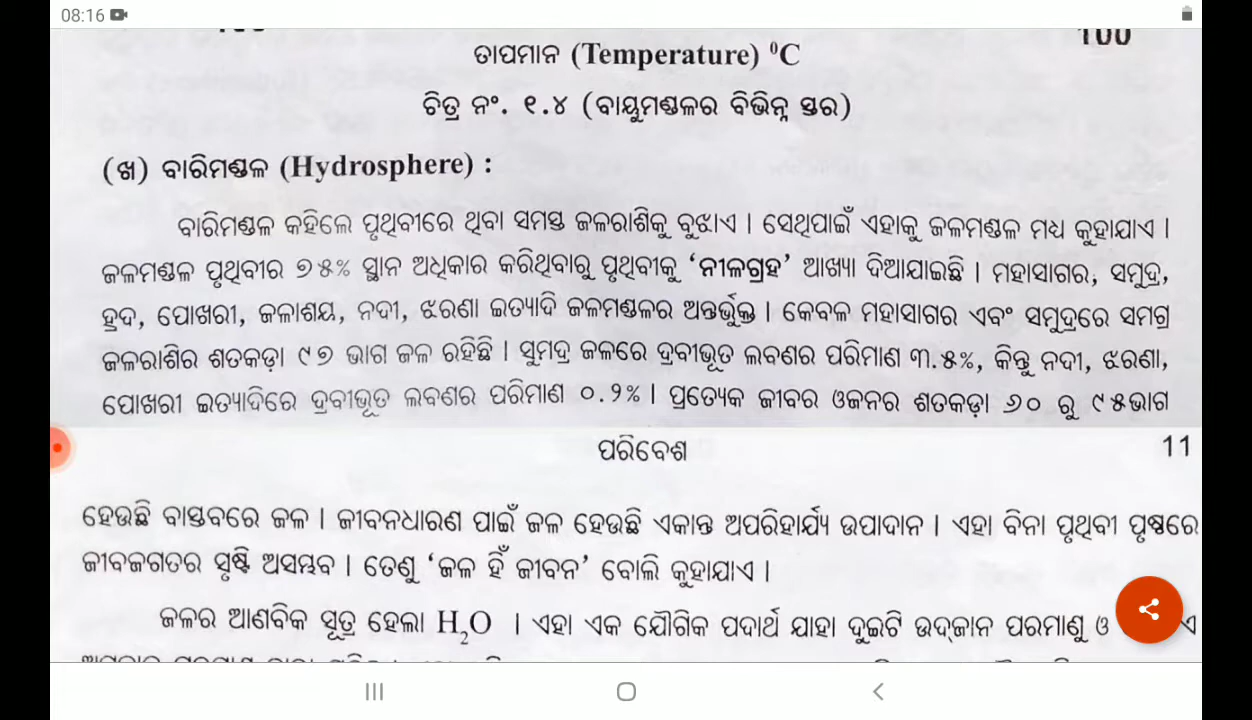 08:16
100
ତାପମାନ (Temperature) ⁰C
ଚିତ୍ର ନଂ. ୧.୪ (ବାୟୁମଣ୍ଡଳର ବିଭିନ୍ନ ସ୍ତର)
(ଖ) ବାରିମଣ୍ଡଳ (Hydrosphere) :
ବାରିମଣ୍ଡଳ କହିଲେ ପୃଥିବୀରେ ଥିବା ସମସ୍ତ ଜଳରାଶିକୁ ବୁଝାଏ । ସେଥିପାଇଁ ଏହାକୁ ଜଳମଣ୍ଡଳ ମଧ୍ୟ କୁହାଯାଏ ।
ଜଳମଣ୍ଡଳ ପୃଥିବୀର ୭୫% ସ୍ଥାନ ଅଧିକାର କରିଥିବାରୁ ପୃଥିବୀକୁ ‘ନୀଳଗ୍ରହ’ ଆଖ୍ୟା ଦିଆଯାଇଛି । ମହାସାଗର, ସମୁଦ୍ର,
ହ୍ରଦ, ପୋଖରୀ, ଜଳାଶୟ, ନଦୀ, ଝରଣା ଇତ୍ୟାଦି ଜଳମଣ୍ଡଳର ଅନ୍ତର୍ଭୁକ୍ତ । କେବଳ ମହାସାଗର ଏବଂ ସମୁଦ୍ରରେ ସମଗ୍ର
ଜଳରାଶିର ଶତକଡ଼ା ୯୭ ଭାଗ ଜଳ ରହିଛି । ସୁମଦ୍ର ଜଳରେ ଦ୍ରବୀଭୂତ ଲବଣର ପରିମାଣ ୩.୫%, କିନ୍ତୁ ନଦୀ, ଝରଣା,
ପୋଖରୀ ଇତ୍ୟାଦିରେ ଦ୍ରବୀଭୂତ ଲବଣର ପରିମାଣ ୦.୨% । ପ୍ରତ୍ୟେକ ଜୀବର ଓଜନର ଶତକଡ଼ା ୬୦ ରୁ ୯୫ଭାଗ
ପରିବେଶ 11
ହେଉଛି ବାସ୍ତବରେ ଜଳ । ଜୀବନଧାରଣ ପାଇଁ ଜଳ ହେଉଛି ଏକାନ୍ତ ଅପରିହାର୍ଯ୍ୟ ଉପାଦାନ । ଏହା ବିନା ପୃଥିବୀ ପୃଷ୍ଠରେ
ଜୀବଜଗତର ସୃଷ୍ଟି ଅସମ୍ଭବ । ତେଣୁ ‘ଜଳ ହିଁ ଜୀବନ’ ବୋଲି କୁହାଯାଏ ।
ଜଳର ଆଣବିକ ସୂତ୍ର ହେଲା H₂O । ଏହା ଏକ ଯୌଗିକ ପଦାର୍ଥ ଯାହା ଦୁଇଟି ଉଦ୍‌ଜାନ ପରମାଣୁ ଓ